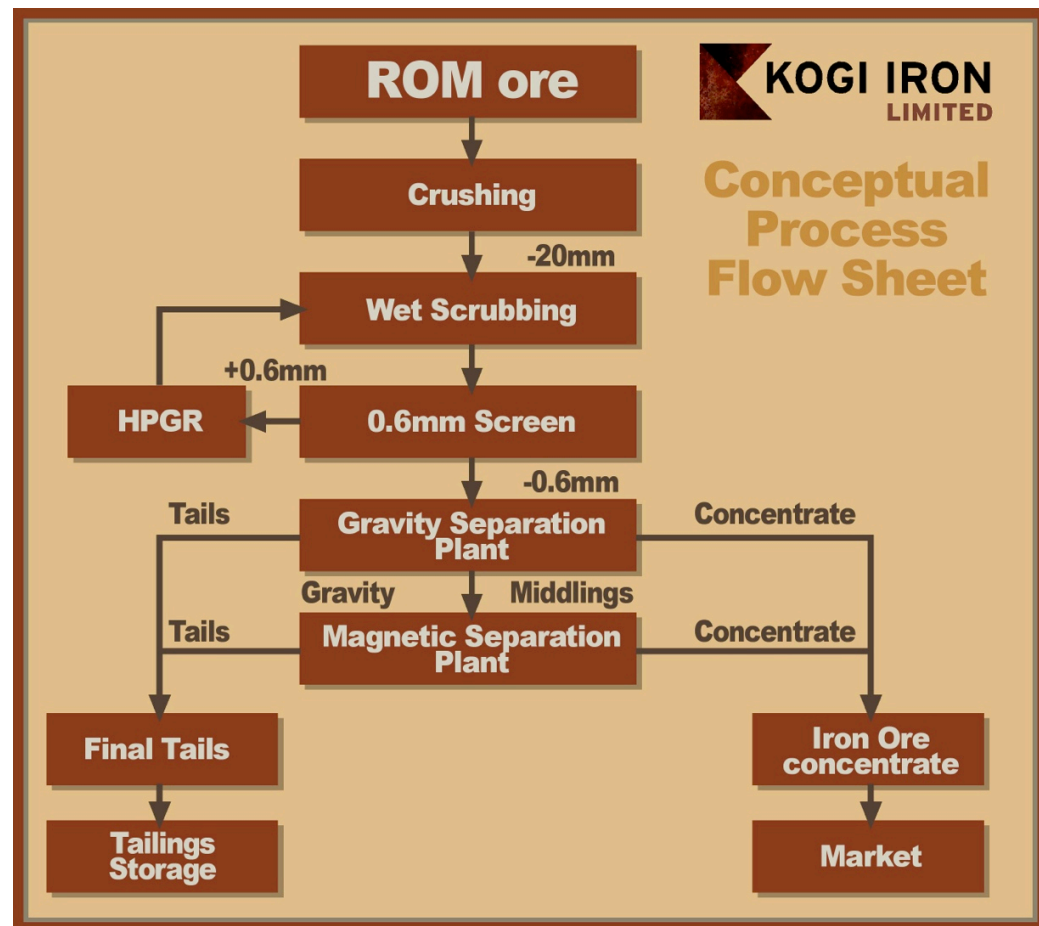 ROM ore
KOGI IRON
LIMITED
Conceptual
Process
Flow Sheet
Crushing
-20mm
Wet Scrubbing
+0.6mm
HPGR
0.6mm Screen
-0.6mm
Tails
Gravity Separation
Plant
Concentrate
Gravity
Middlings
Tails
Magnetic Separation
Plant
Concentrate
Final Tails
Iron Ore
concentrate
Tailings
Storage
Market